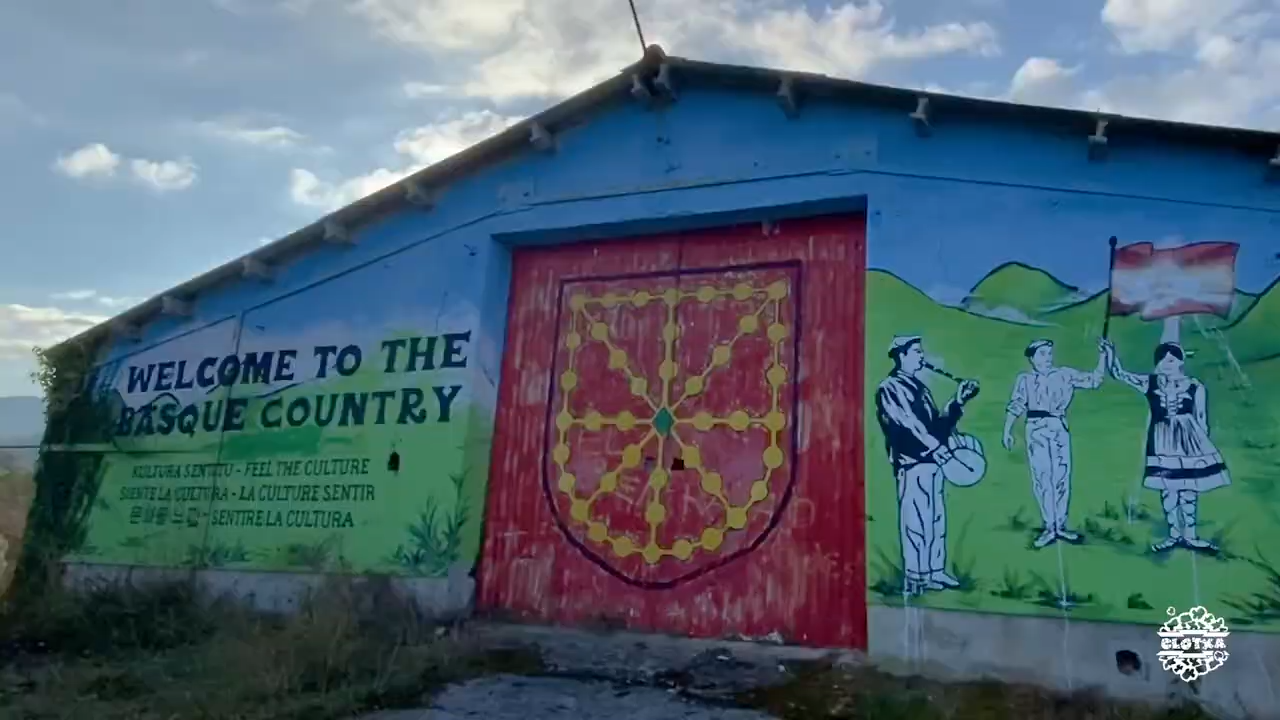 WELCOME TO THE
BASQUE COUNTRY
KULTURA SENTITU - FEEL THE CULTURE
SIENTE LA CULTURA - LA CULTURE SENTIR
SENTIRE LA CULTURA
CLOTXA